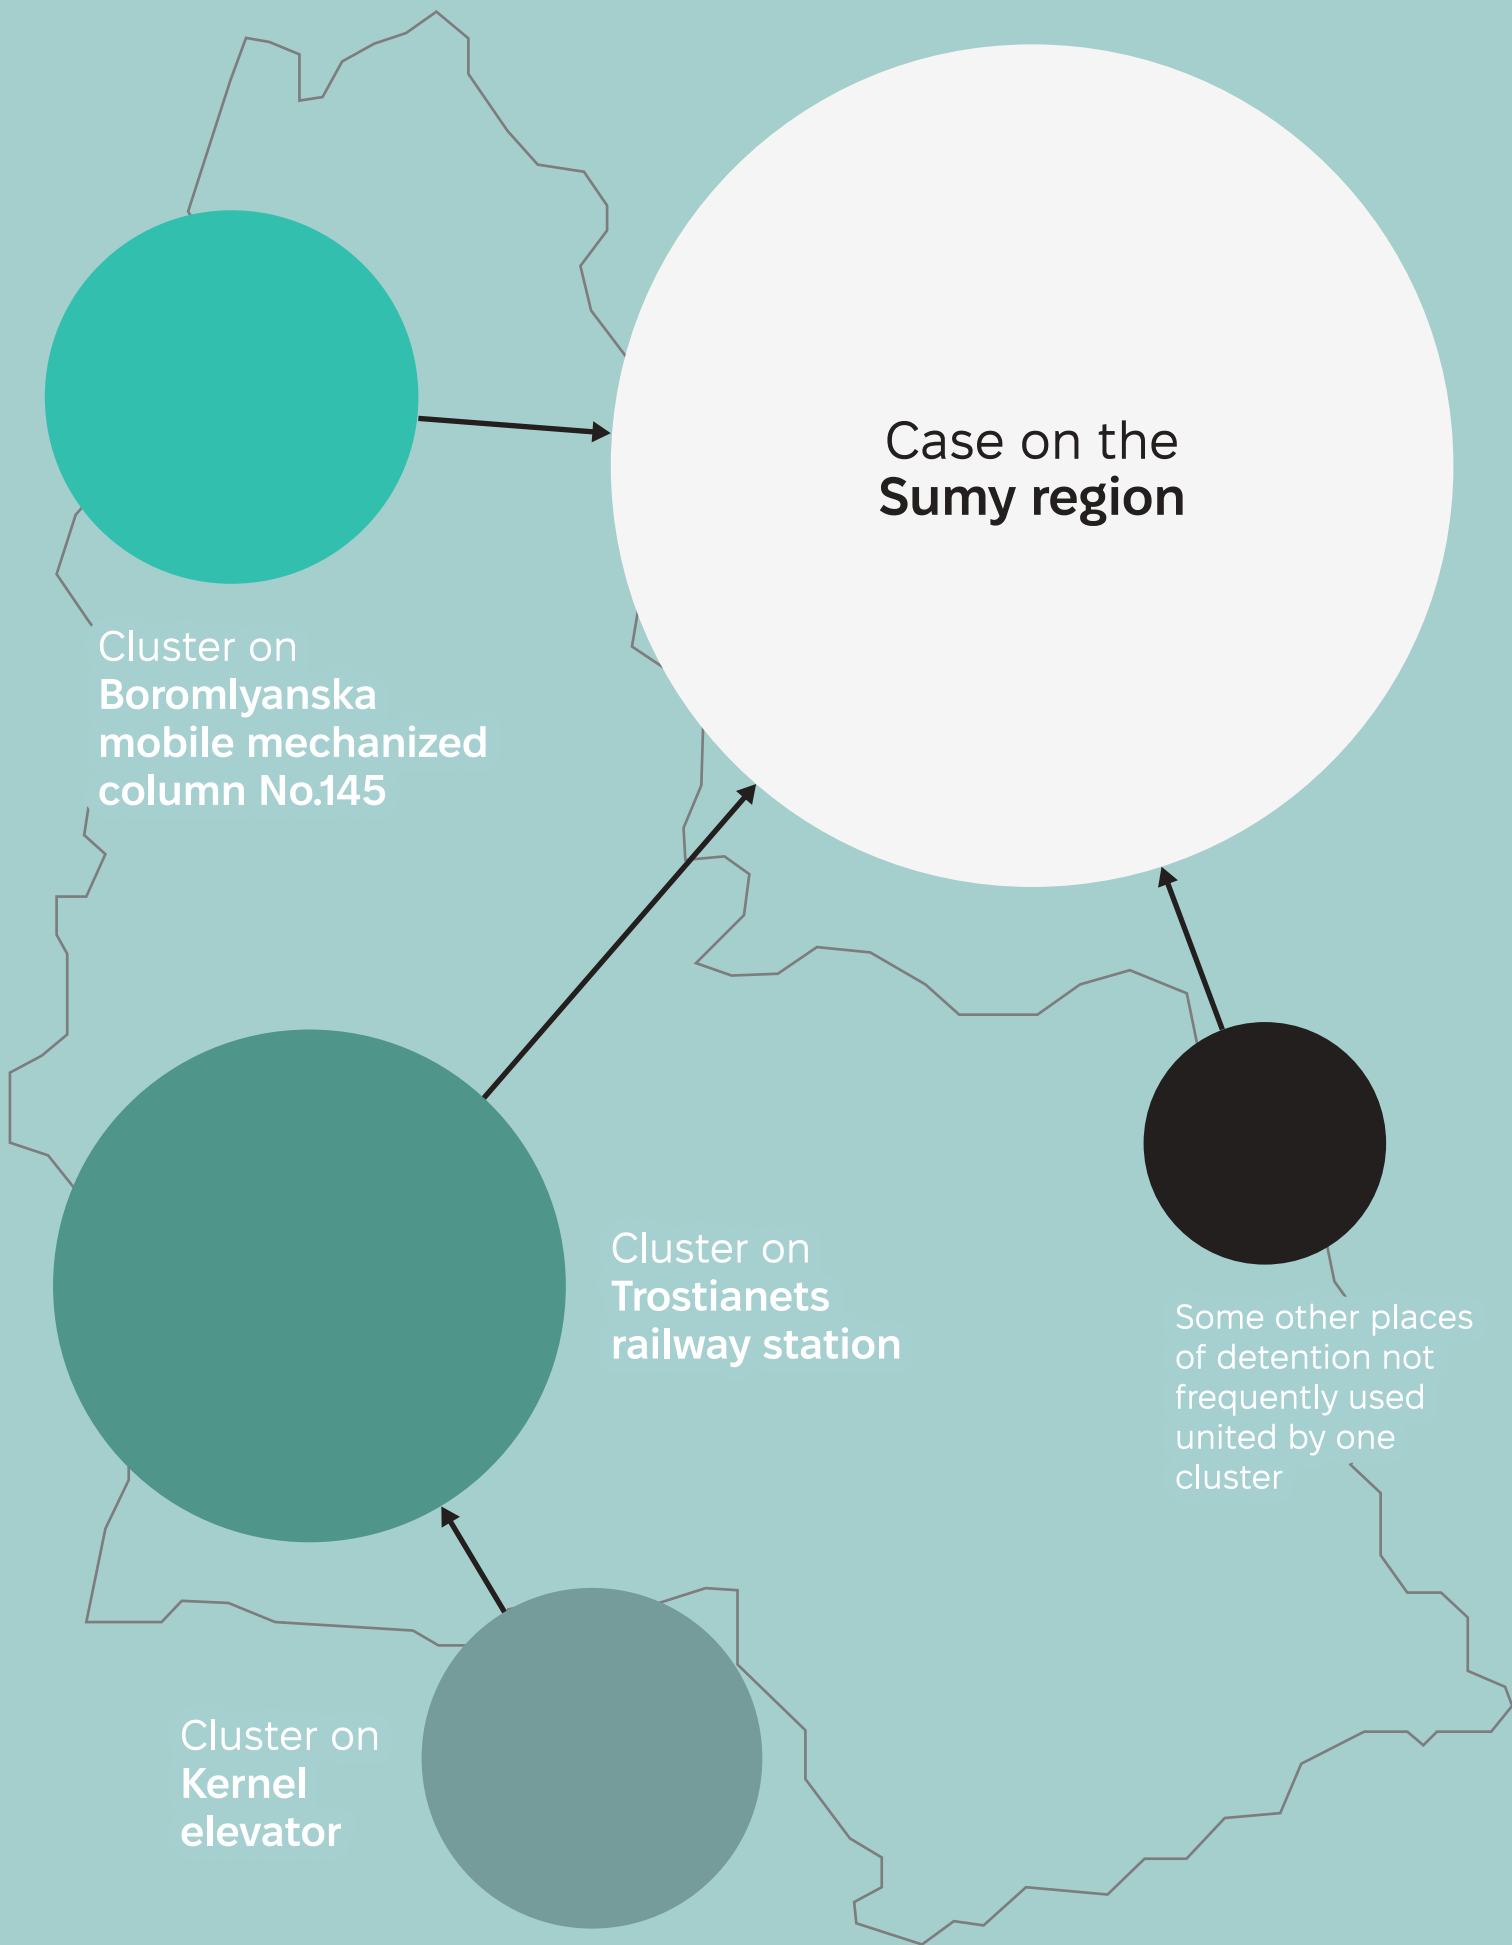 Case on the
Sumy region
Cluster on
Boromlyanska
mobile mechanized
column No.145
Cluster on
Trostianets
railway station
Some other places
of detention not
frequently used
united by one
cluster
Cluster on
Kernel
elevator